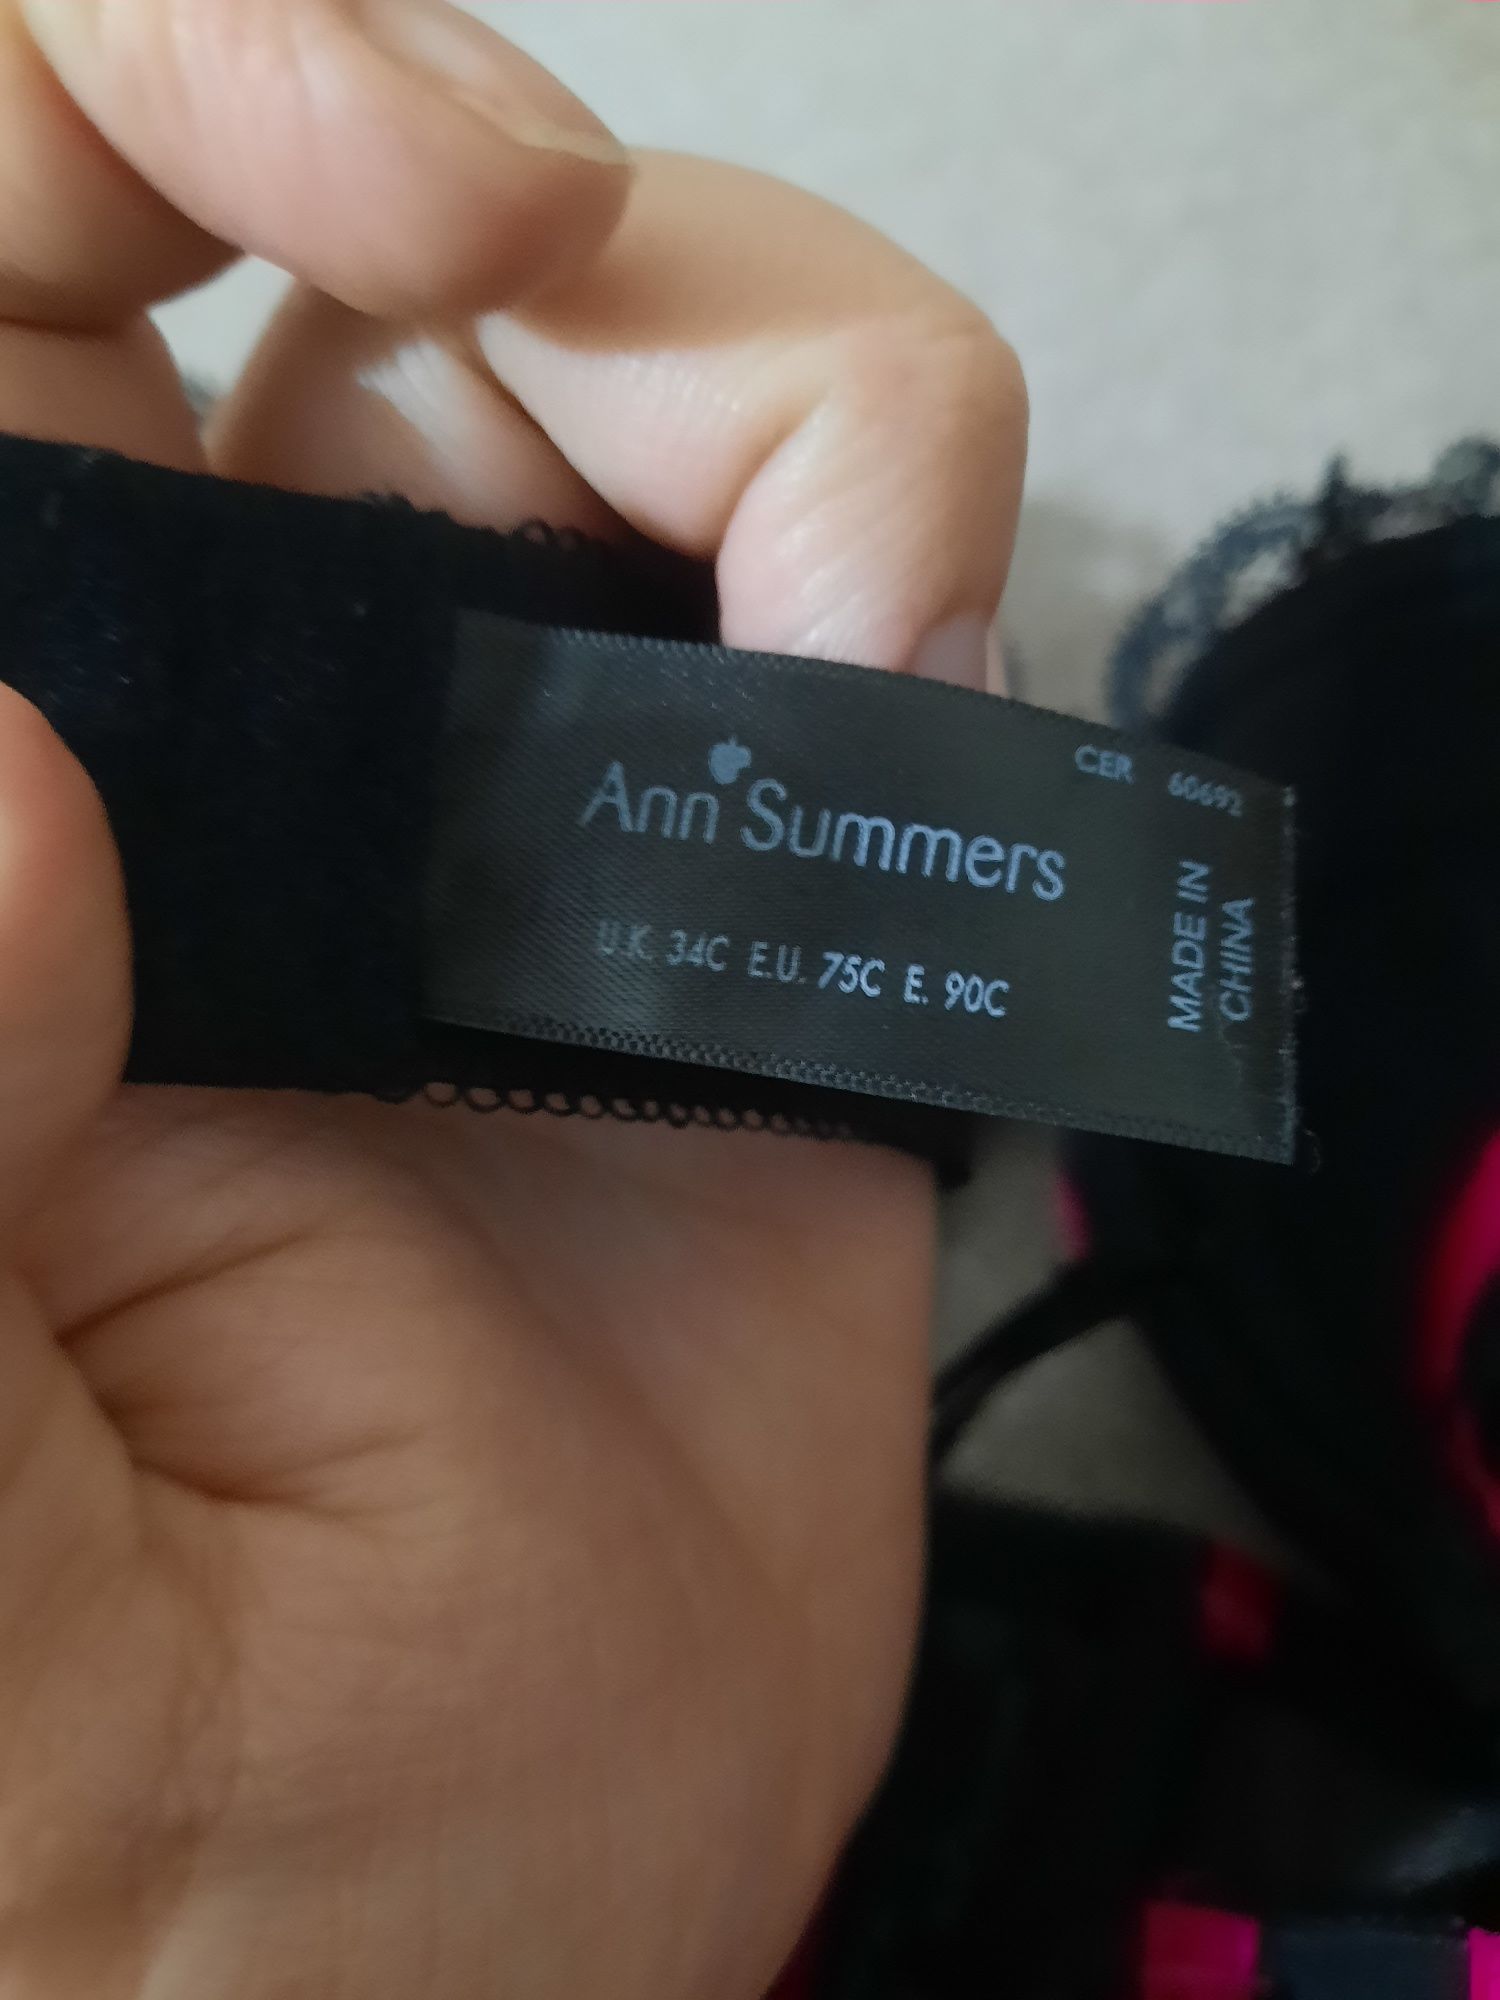 Ann Summers
U.K. 34C E.U. 75C E. 90C
CER 60692
MADE IN
CHINA